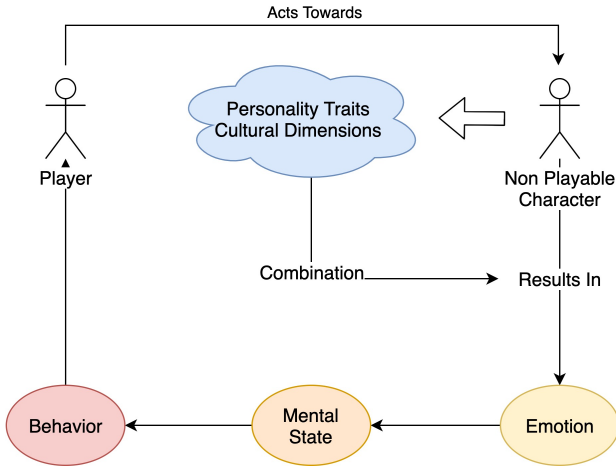 Acts Towards
Personality Traits
Cultural Dimensions
Player
Non Playable
Character
Combination
Results In
Behavior
Mental
State
Emotion